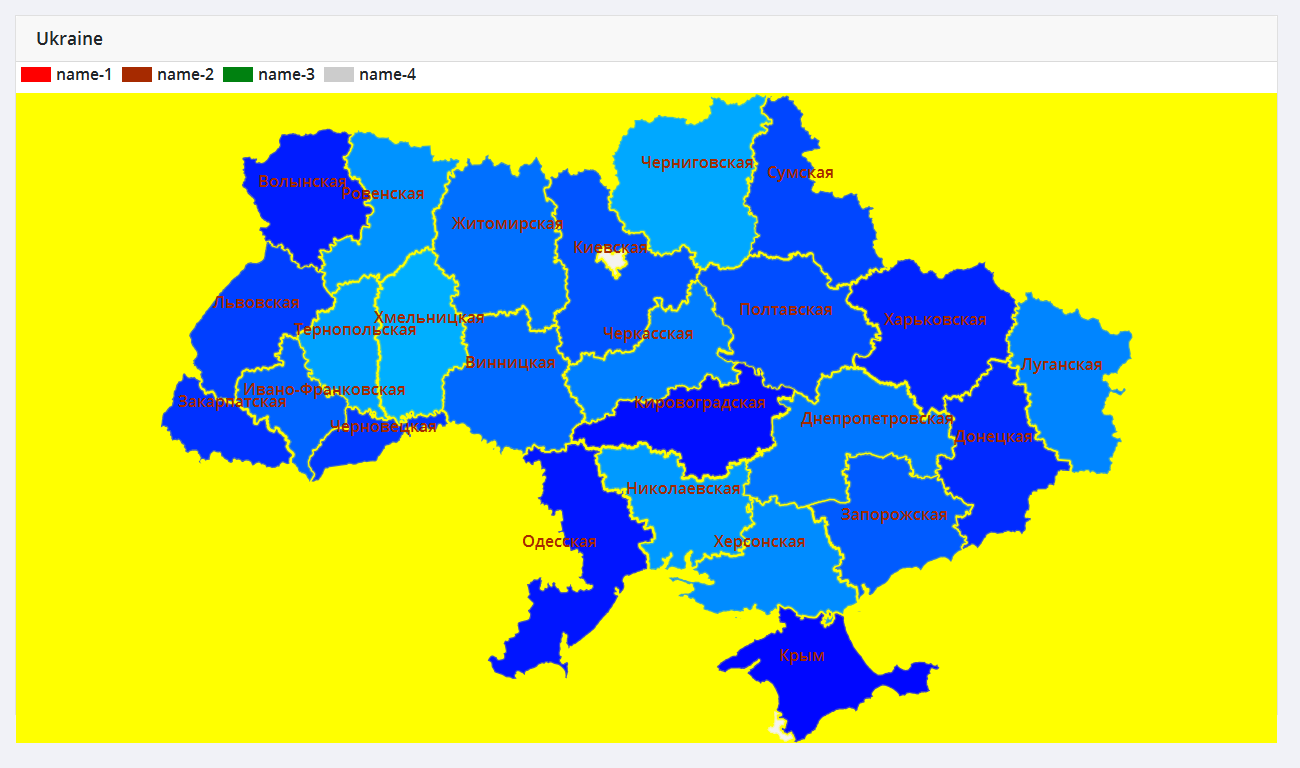 Ukraine
name-1 name-2 name-3 name-4
Черниговская
Сумская
Волынская
Ровенская
Житомирская
Киевская
Львовская
Полтавская
Хмельницкая
Харьковская
Тернопольская
Черкасская
Винницкая
Луганская
Ивано-Франковская
Закарпатская
Кировоградская
Днепропетровская
Черновецкая
Донецкая
Николаевская
Запорожская
Одесская
Херсонская
Крым